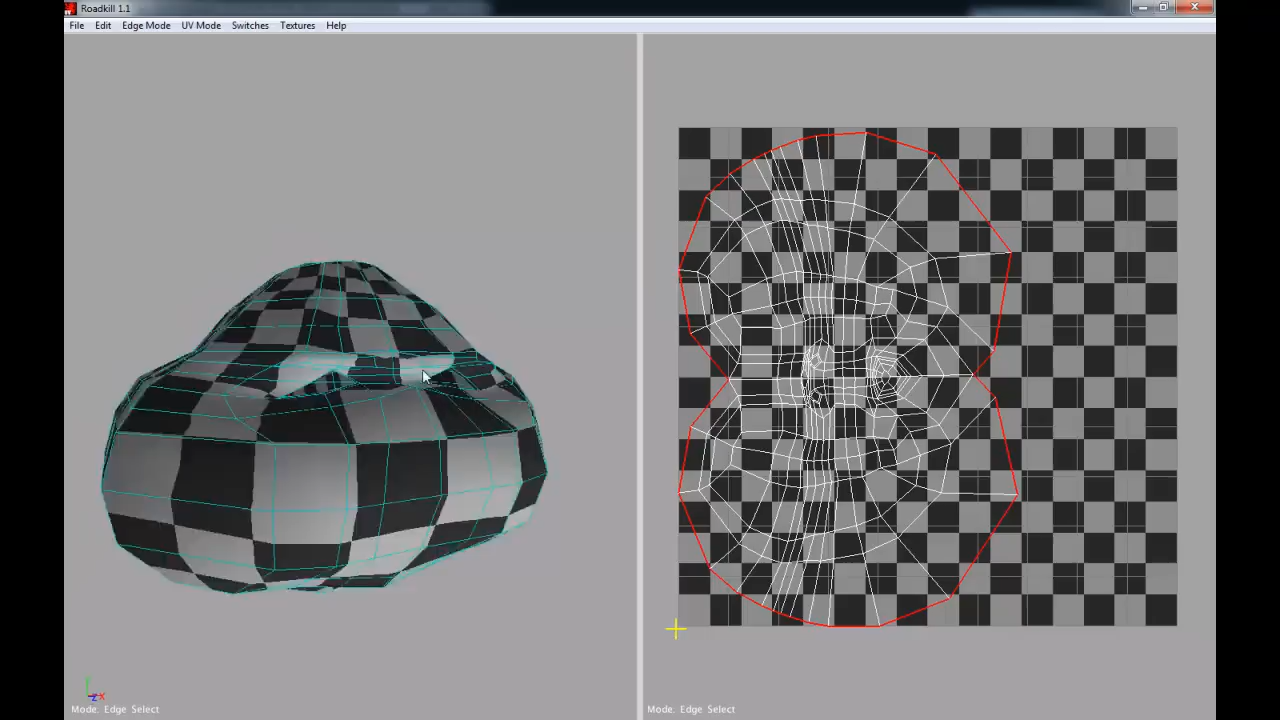 Roadkill 1.1
File Edit Edge Mode UV Mode Switches Textures Help
z x
Mode: Edge Select
Mode: Edge Select